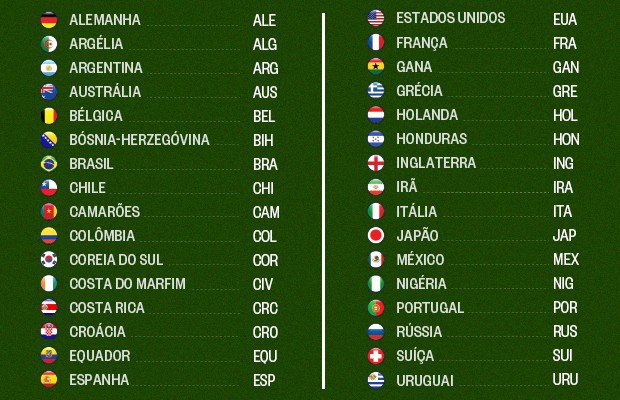 ALEMANHA ALE
ARGÉLIA ALG
ARGENTINA ARG
AUSTRÁLIA AUS
BÉLGICA BEL
BÓSNIA-HERZEGÓVINA BIH
BRASIL BRA
CHILE CHI
CAMARÕES CAM
COLÔMBIA COL
COREIA DO SUL COR
COSTA DO MARFIM CIV
COSTA RICA CRC
CROÁCIA CRO
EQUADOR EQU
ESPANHA ESP
ESTADOS UNIDOS EUA
FRANÇA FRA
GANA GAN
GRÉCIA GRE
HOLANDA HOL
HONDURAS HON
INGLATERRA ING
IRÃ IRA
ITÁLIA ITA
JAPÃO JAP
MÉXICO MEX
NIGÉRIA NIG
PORTUGAL POR
RÚSSIA RUS
SUÍÇA SUI
URUGUAI URU